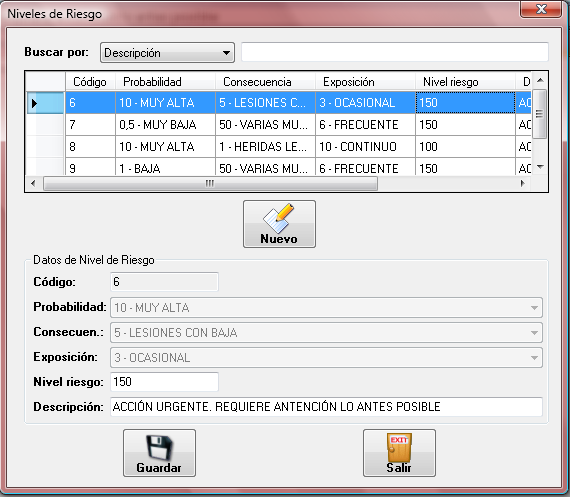 Niveles de Riesgo
Buscar por: Descripción
Código Probabilidad Consecuencia Exposición Nivel riesgo D
6 10 - MUY ALTA 5 - LESIONES C... 3 - OCASIONAL 150 AC
7 0,5 - MUY BAJA 50 - VARIAS MU... 6 - FRECUENTE 150 AC
8 10 - MUY ALTA 1 - HERIDAS LE... 10 - CONTINUO 100 AC
9 1 - BAJA 50 - VARIAS MU... 6 - FRECUENTE 150 AC
Nuevo
Datos de Nivel de Riesgo
Código: 6
Probabilidad: 10 - MUY ALTA
Consecuen.: 5 - LESIONES CON BAJA
Exposición: 3 - OCASIONAL
Nivel riesgo: 150
Descripción: ACCIÓN URGENTE. REQUIERE ANTENCIÓN LO ANTES POSIBLE
EXIT
Guardar Salir